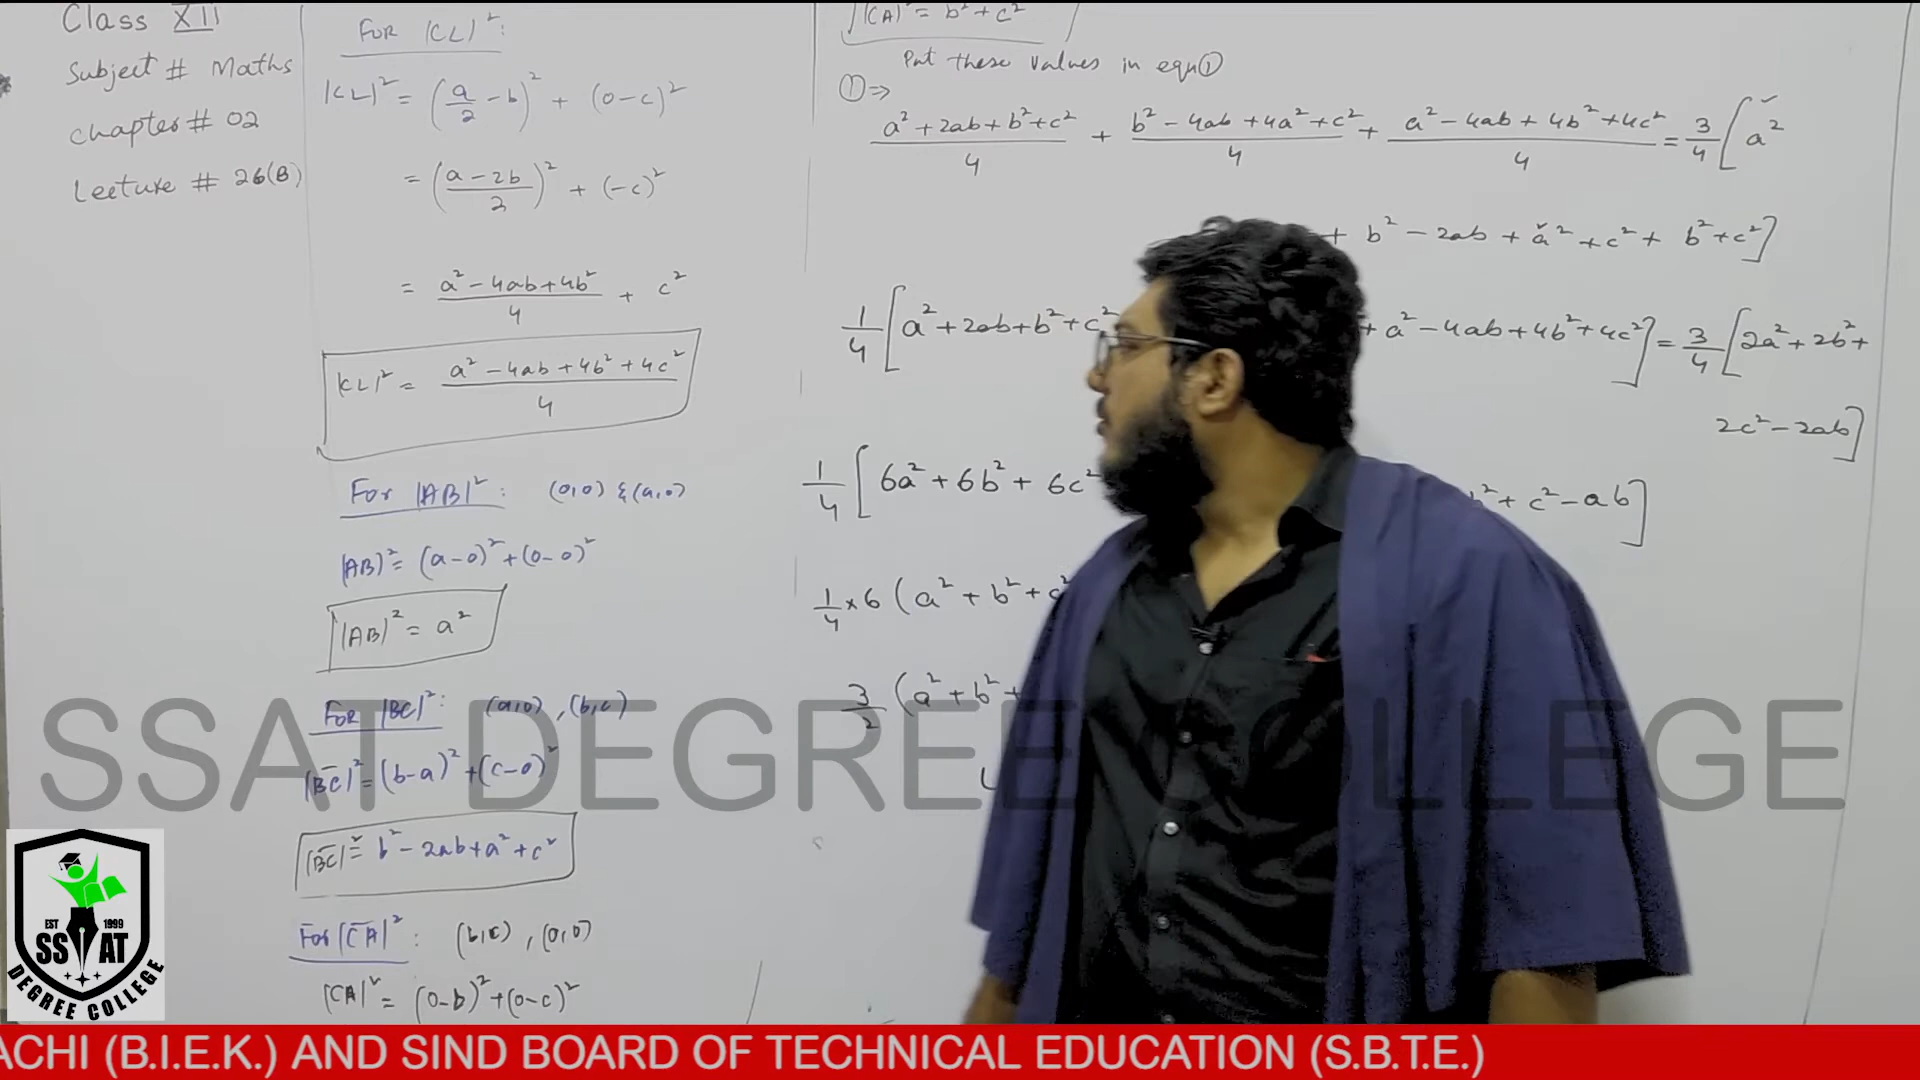 Class XII
Subject # Maths
chapter # 02
Lecture # 26(B)
FOR |CL|²:
|CL|² = (a/2 - b)² + (0-c)²
= ((a - 2b)/2)² + (-c)²
= (a² - 4ab + 4b²)/4 + c²
|CL|² = (a² - 4ab + 4b² + 4c²)/4
For |AB|² : (0,0) & (a,0)
|AB|² = (a-0)² + (0-0)²
|AB|² = a²
For |BC|² : (a,0), (b,c)
|BC|² = (b-a)² + (c-0)²
|BC|² = b² - 2ab + a² + c²
For |CA|² : (b,c), (0,0)
|CA|² = (0-b)² + (0-c)²
|CA|² = b² + c²
Put these values in equ①
①⇒
(a² + 2ab + b² + c²)/4 + (b² - 4ab + 4a² + c²)/4 + (a² - 4ab + 4b² + 4c²)/4 = 3/4 [a²
+ b² - 2ab + a² + c² + b² + c²]
1/4 [a² + 2ab + b² + c² + a² - 4ab + 4b² + 4c²] = 3/4 [2a² + 2b² +
2c² - 2ab]
1/4 [6a² + 6b² + 6c² b² + c² - ab]
1/4 × 6 (a² + b² + c²
3/2 (a² + b² +
SSAT DEGREE COLLEGE
EST 1999
SSAT
DEGREE COLLEGE
ACHI (B.I.E.K.) AND SIND BOARD OF TECHNICAL EDUCATION (S.B.T.E.)